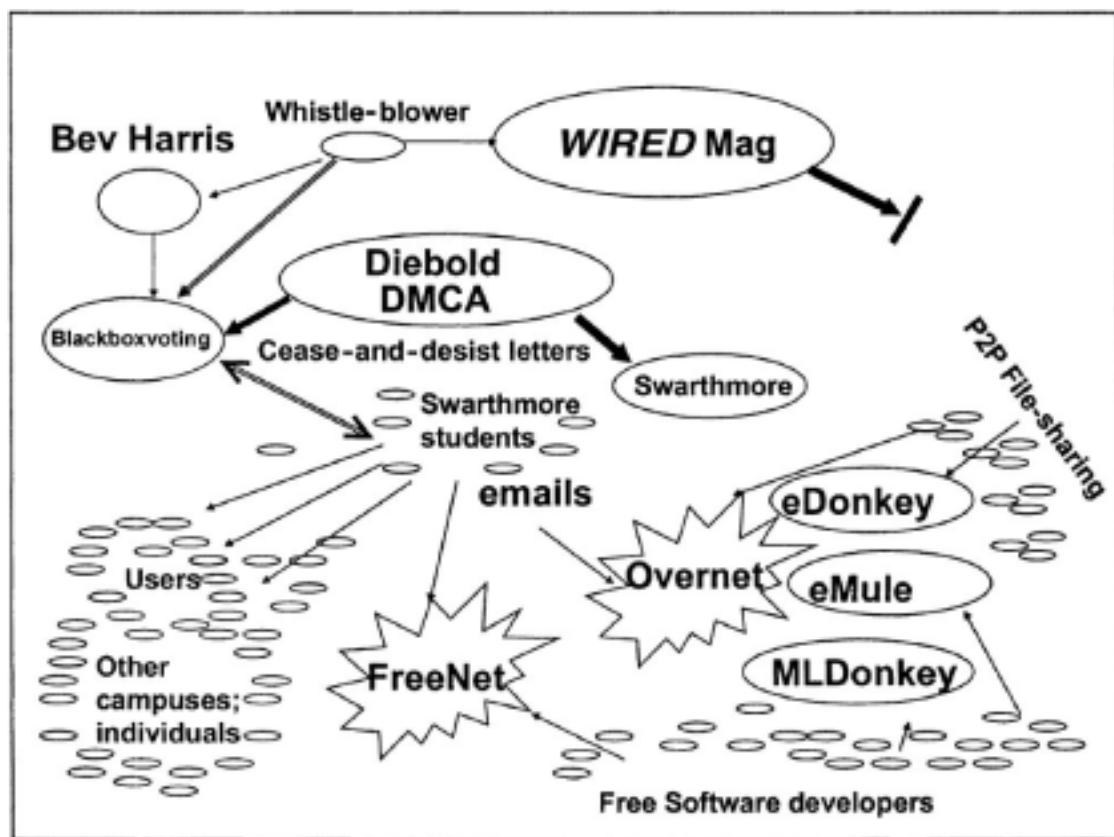 Whistle-blower
Bev Harris
WIRED Mag
Diebold
DMCA
Blackboxvoting
Cease-and-desist letters
Swarthmore
P2P File-sharing
Swarthmore
students
emails
eDonkey
Overnet
eMule
Users
FreeNet
MLDonkey
Other
campuses;
individuals
Free Software developers